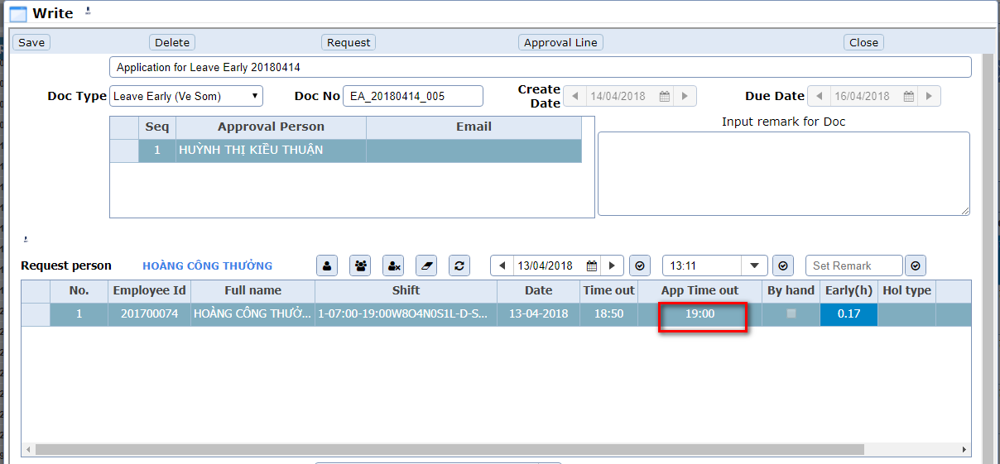 Write
Save Delete Request Approval Line Close
Application for Leave Early 20180414
Doc Type Leave Early (Ve Som) Doc No EA_20180414_005 Create Date 14/04/2018 Due Date 16/04/2018
Seq Approval Person Email
1 HUỲNH THỊ KIỀU THUẬN
Input remark for Doc
Request person HOÀNG CÔNG THƯỞNG 13/04/2018 13:11 Set Remark
No. Employee Id Full name Shift Date Time out App Time out By hand Early(h) Hol type
1 201700074 HOÀNG CÔNG THƯỞ... 1-07:00-19:00W8O4N0S1L-D-S... 13-04-2018 18:50 19:00 0.17